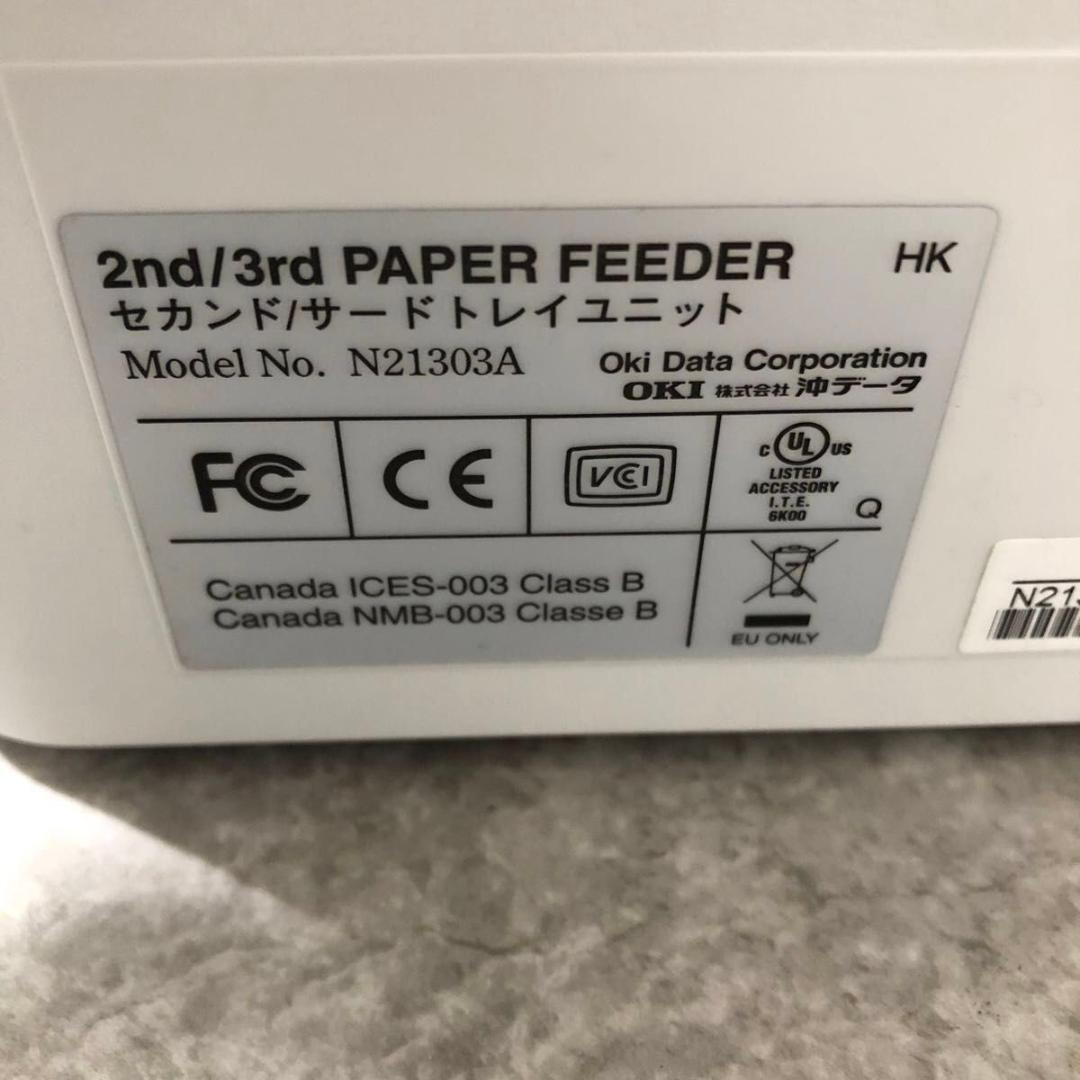 2nd/3rd PAPER FEEDER HK
セカンド/サードトレイユニット
Model No. N21303A Oki Data Corporation
OKI 株式会社 沖データ
FC CE VCI c UL US
LISTED
ACCESSORY
I.T.E.
6K00 Q
Canada ICES-003 Class B
Canada NMB-003 Classe B
EU ONLY